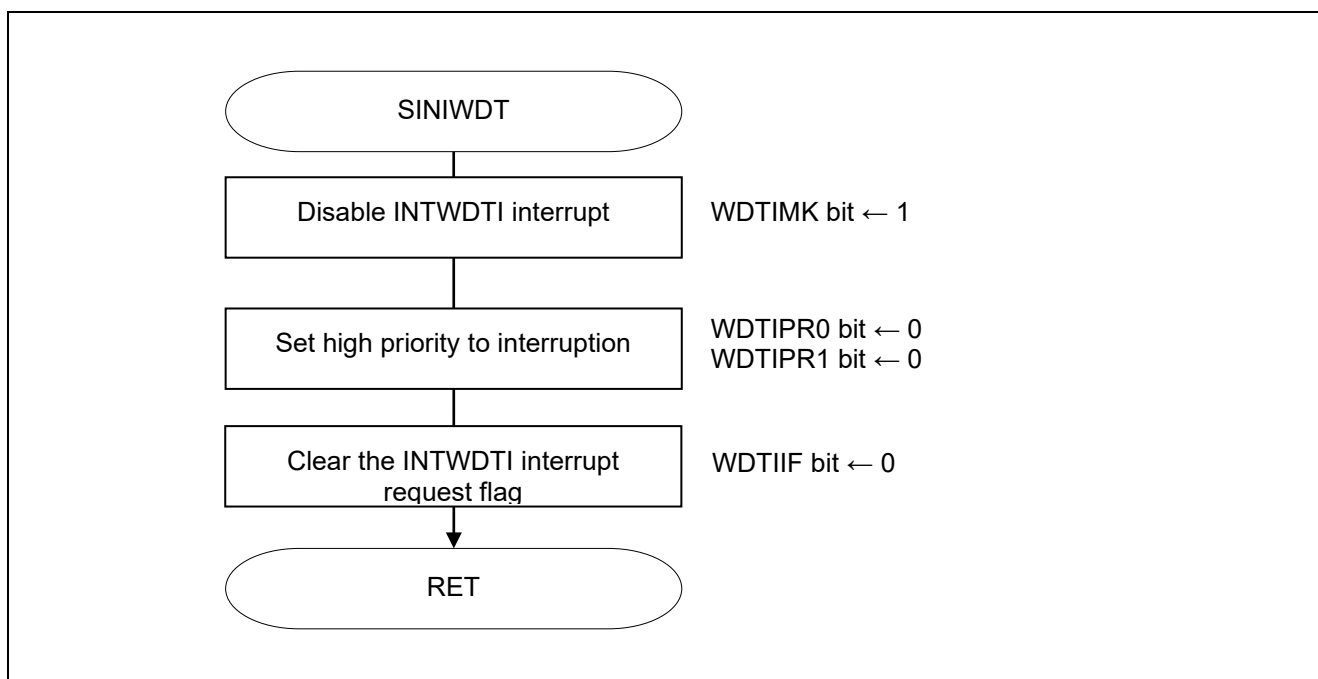 SINIWDT
Disable INTWDTI interrupt
WDTIMK bit ← 1
Set high priority to interruption
WDTIPR0 bit ← 0
WDTIPR1 bit ← 0
Clear the INTWDTI interrupt
request flag
WDTIIF bit ← 0
RET